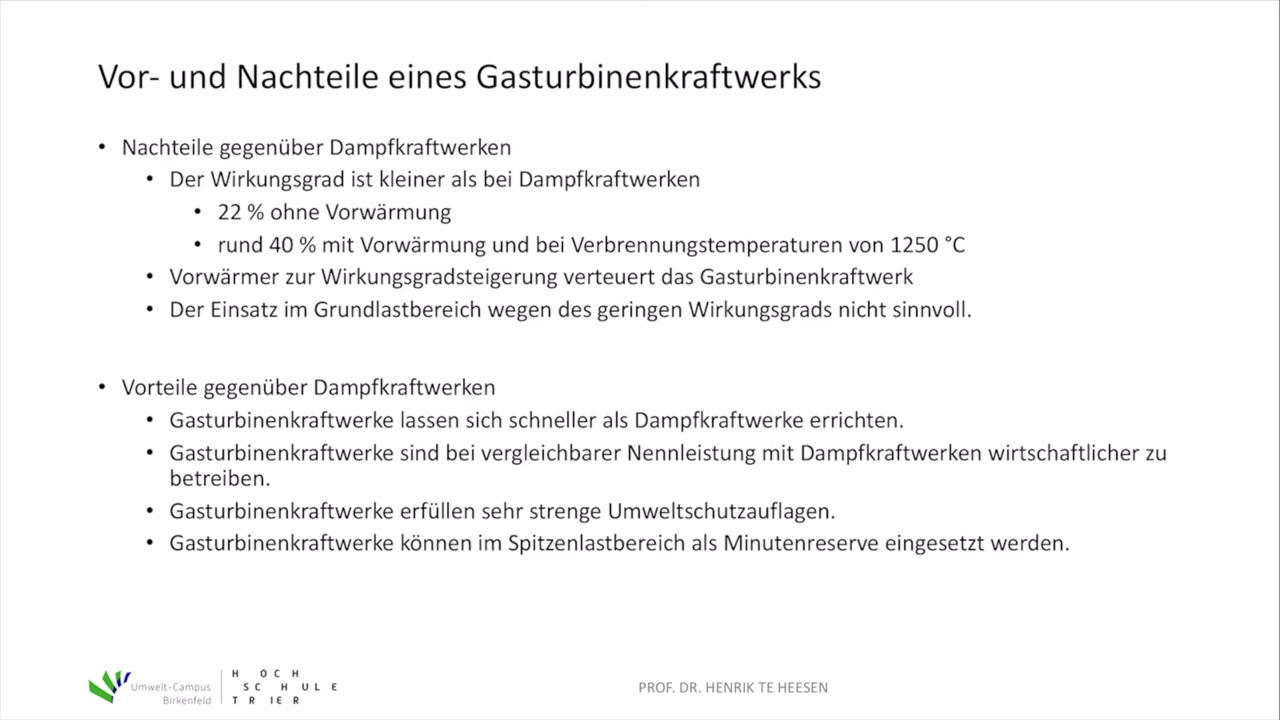 Vor- und Nachteile eines Gasturbinenkraftwerks
• Nachteile gegenüber Dampfkraftwerken
• Der Wirkungsgrad ist kleiner als bei Dampfkraftwerken
• 22 % ohne Vorwärmung
• rund 40 % mit Vorwärmung und bei Verbrennungstemperaturen von 1250 °C
• Vorwärmer zur Wirkungsgradsteigerung verteuert das Gasturbinenkraftwerk
• Der Einsatz im Grundlastbereich wegen des geringen Wirkungsgrads nicht sinnvoll.
• Vorteile gegenüber Dampfkraftwerken
• Gasturbinenkraftwerke lassen sich schneller als Dampfkraftwerke errichten.
• Gasturbinenkraftwerke sind bei vergleichbarer Nennleistung mit Dampfkraftwerken wirtschaftlicher zu
betreiben.
• Gasturbinenkraftwerke erfüllen sehr strenge Umweltschutzauflagen.
• Gasturbinenkraftwerke können im Spitzenlastbereich als Minutenreserve eingesetzt werden.
Umwelt-Campus
Birkenfeld
HOCH
SCHULE
TRIER
PROF. DR. HENRIK TE HEESEN